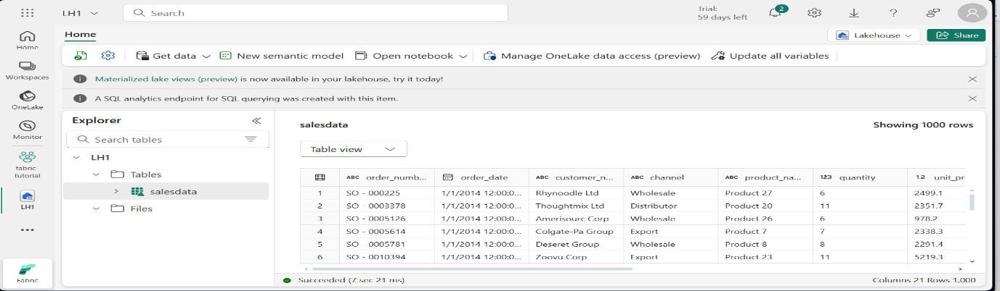 LH1
Search
Trial:
59 days left
2
Home
Lakehouse
Share
Get data
New semantic model
Open notebook
Manage OneLake data access (preview)
Update all variables
Materialized lake views (preview) is now available in your lakehouse, try it today!
A SQL analytics endpoint for SQL querying was created with this item.
Home
Workspaces
OneLake
Monitor
fabric-
tutorial
LH1
Fabric
Explorer
Search tables
LH1
Tables
salesdata
Files
salesdata
Showing 1000 rows
Table view
ABC order_numb... order_date ABC customer_n... ABC channel ABC product_na... 123 quantity 1.2 unit_pr
1 SO - 000225 1/1/2014 12:00:0... Rhynoodle Ltd Wholesale Product 27 6 2499.1
2 SO - 0003378 1/1/2014 12:00:0... Thoughtmix Ltd Distributor Product 20 11 2351.7
3 SO - 0005126 1/1/2014 12:00:0... Amerisourc Corp Wholesale Product 26 6 978.2
4 SO - 0005614 1/1/2014 12:00:0... Colgate-Pa Group Export Product 7 7 2338.3
5 SO - 0005781 1/1/2014 12:00:0... Deseret Group Wholesale Product 8 8 2291.4
6 SO - 0010394 1/1/2014 12:00:0... Zoovu Corp Export Product 23 11 5219.3
Succeeded (7 sec 21 ms)
Columns 21 Rows 1,000